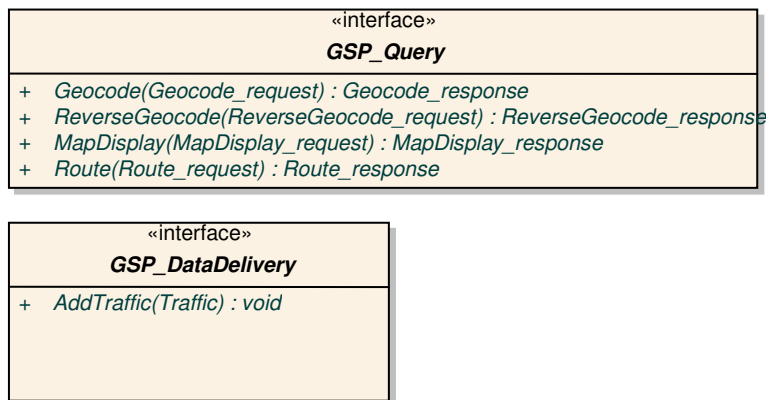 «interface»
GSP_Query
+ Geocode(Geocode_request) : Geocode_response
+ ReverseGeocode(ReverseGeocode_request) : ReverseGeocode_response
+ MapDisplay(MapDisplay_request) : MapDisplay_response
+ Route(Route_request) : Route_response
«interface»
GSP_DataDelivery
+ AddTraffic(Traffic) : void